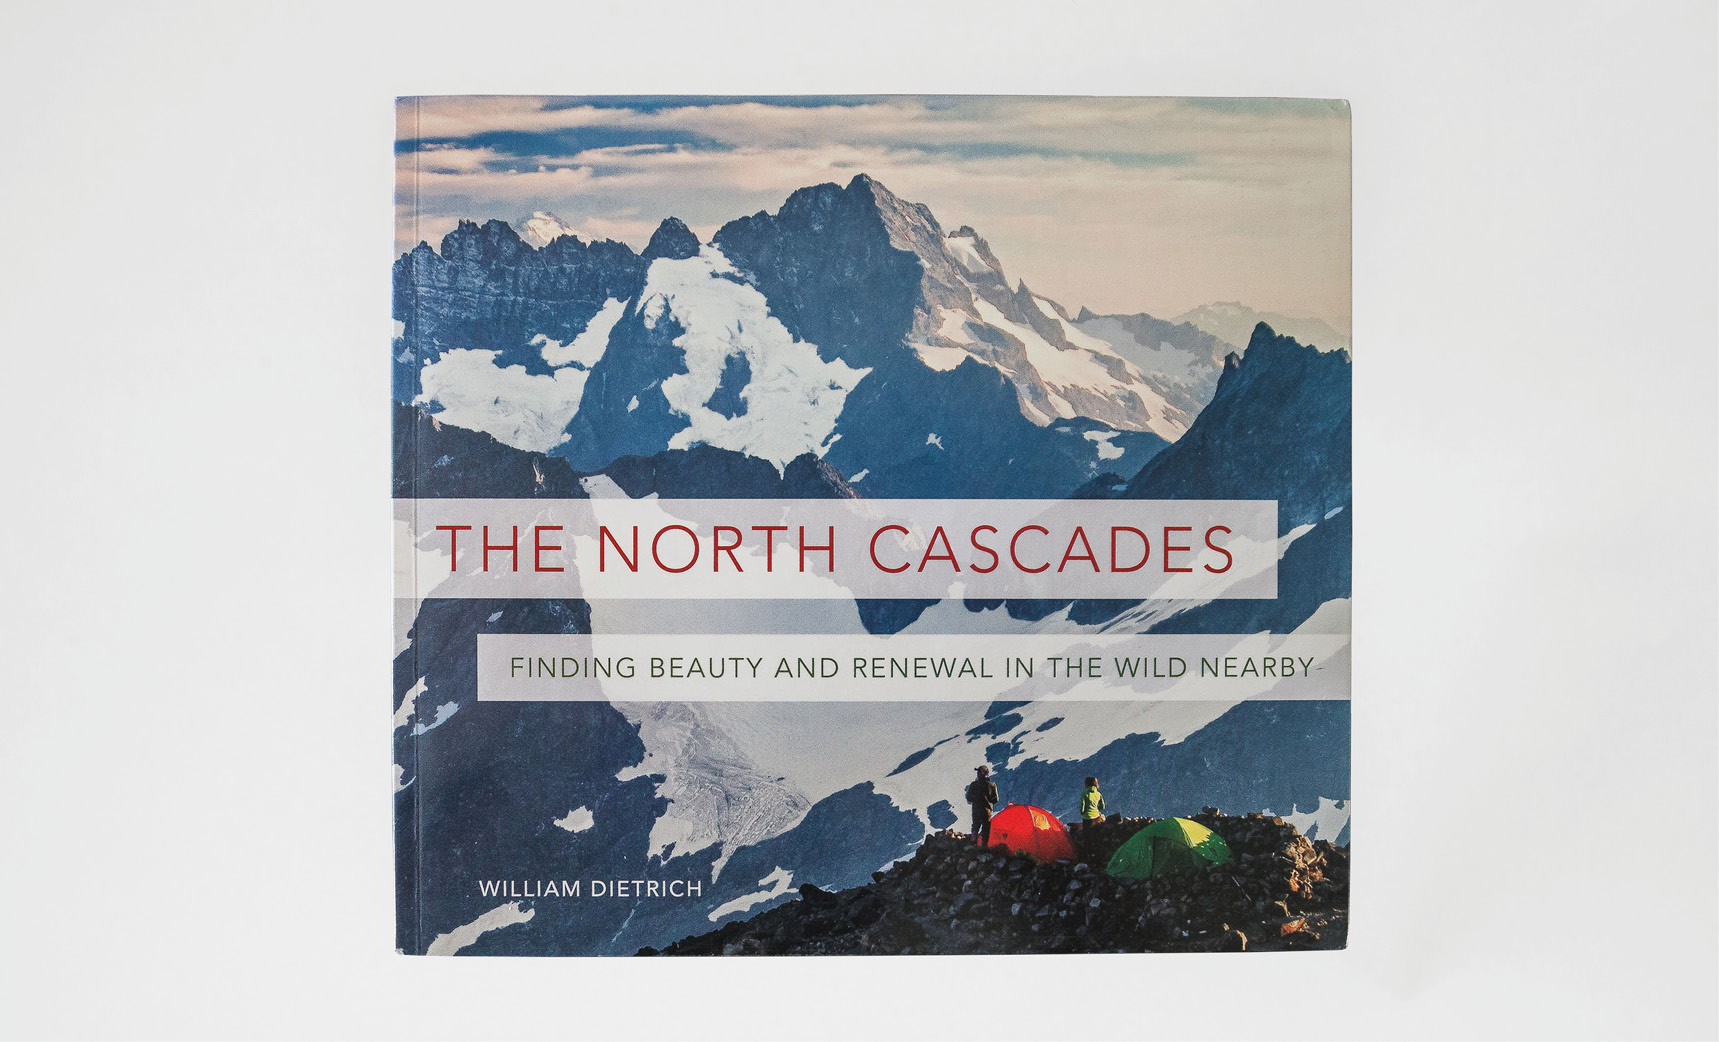 THE NORTH CASCADES
FINDING BEAUTY AND RENEWAL IN THE WILD NEARBY
WILLIAM DIETRICH